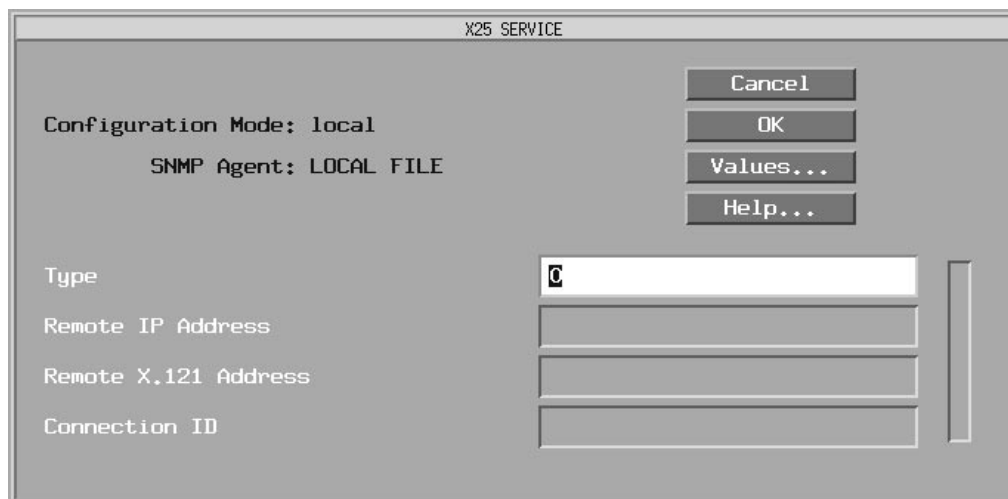 X25 SERVICE
Cancel
Configuration Mode: local
OK
SNMP Agent: LOCAL FILE
Values...
Help...
Type
0
Remote IP Address
Remote X.121 Address
Connection ID